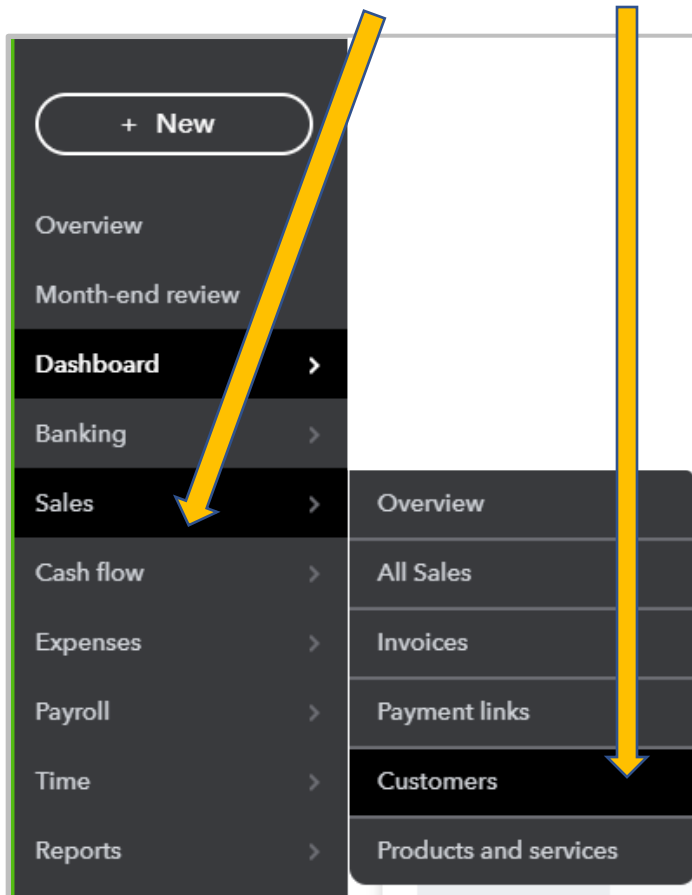 + New
Overview
Month-end review
Dashboard
Banking
Sales
Cash flow
Expenses
Payroll
Time
Reports
Overview
All Sales
Invoices
Payment links
Customers
Products and services